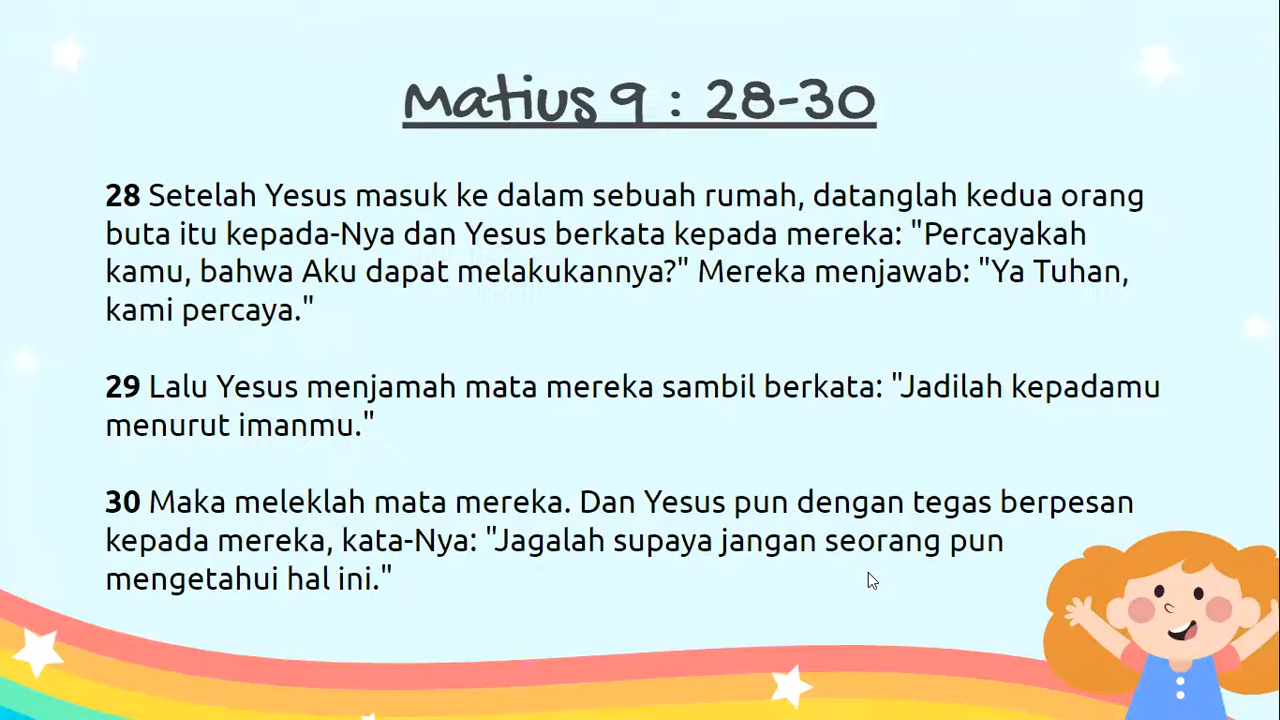 Matius 9 : 28-30
28 Setelah Yesus masuk ke dalam sebuah rumah, datanglah kedua orang
buta itu kepada-Nya dan Yesus berkata kepada mereka: "Percayakah
kamu, bahwa Aku dapat melakukannya?" Mereka menjawab: "Ya Tuhan,
kami percaya."
29 Lalu Yesus menjamah mata mereka sambil berkata: "Jadilah kepadamu
menurut imanmu."
30 Maka meleklah mata mereka. Dan Yesus pun dengan tegas berpesan
kepada mereka, kata-Nya: "Jagalah supaya jangan seorang pun
mengetahui hal ini."